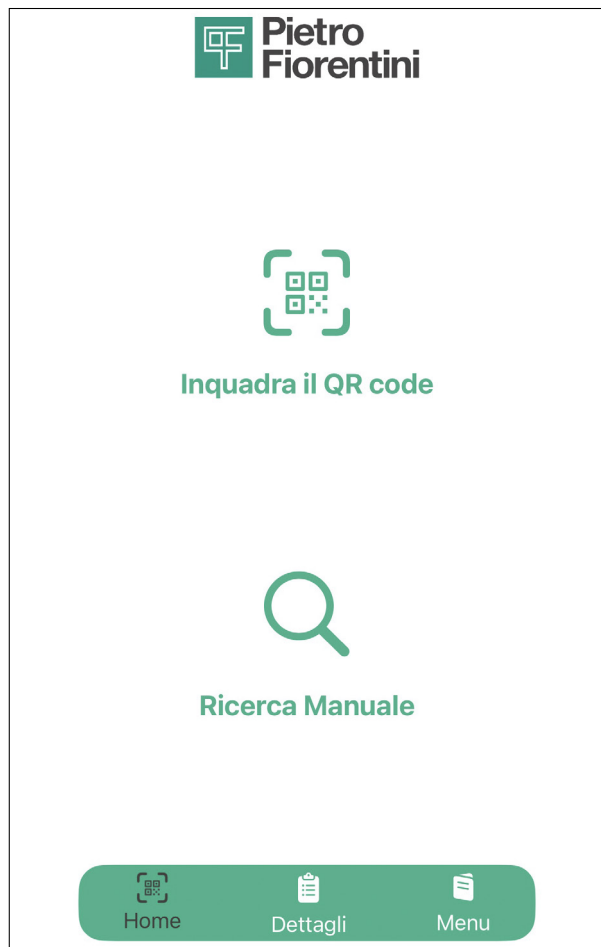 Pietro
Fiorentini
Inquadra il QR code
Ricerca Manuale
Home
Dettagli
Menu